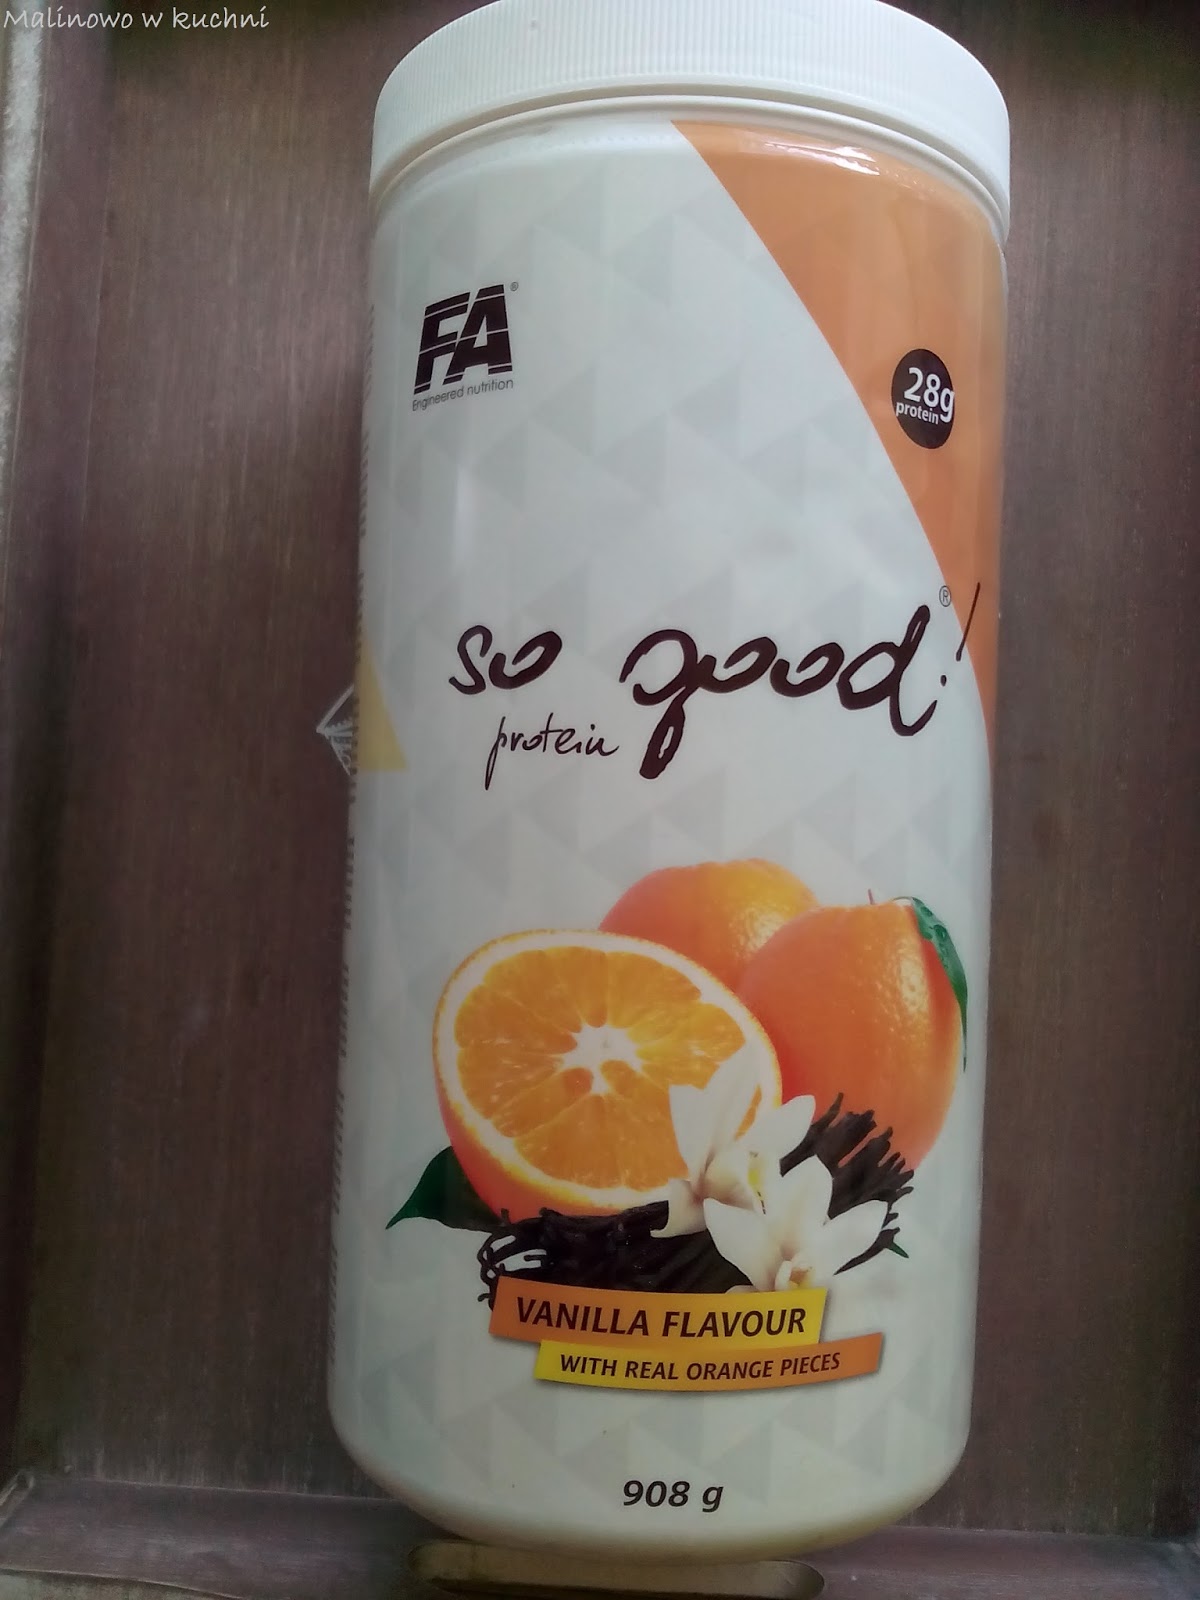 Malinowo w kuchni
FA®
Engineered nutrition
28g
protein
so good!®
protein
VANILLA FLAVOUR
WITH REAL ORANGE PIECES
908 g